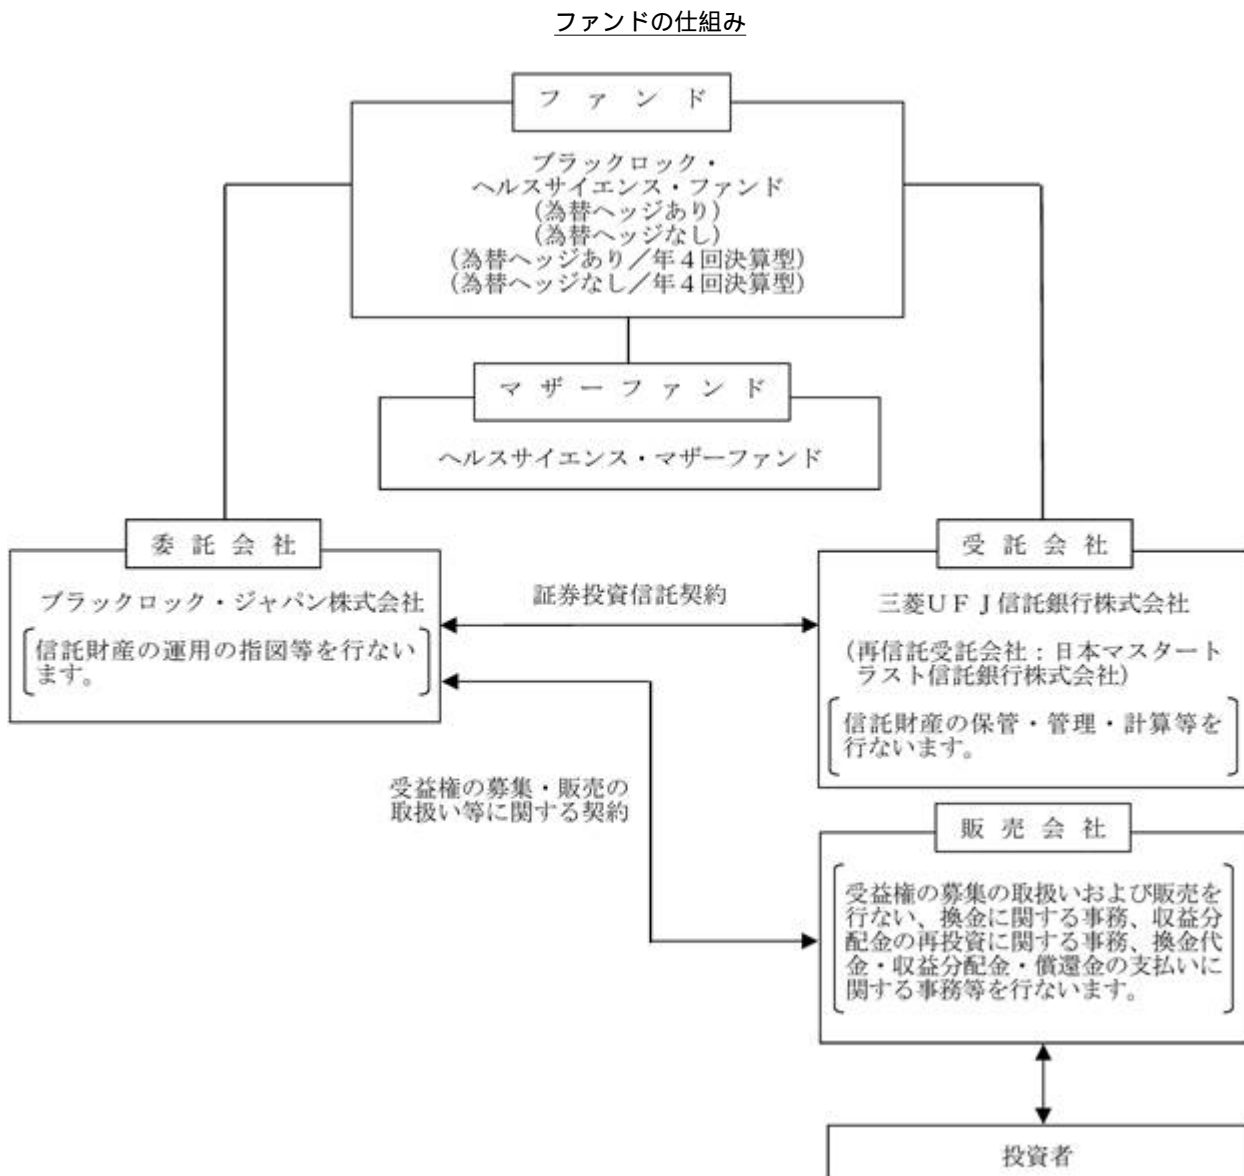 ファンドの仕組み
ファンド
ブラックロック・
ヘルスサイエンス・ファンド
(為替ヘッジあり)
(為替ヘッジなし)
(為替ヘッジあり／年４回決算型)
(為替ヘッジなし／年４回決算型)
マザーファンド
ヘルスサイエンス・マザーファンド
委託会社
ブラックロック・ジャパン株式会社
信託財産の運用の指図等を行ない
ます。
証券投資信託契約
受託会社
三菱ＵＦＪ信託銀行株式会社
(再信託受託会社：日本マスタート
ラスト信託銀行株式会社)
信託財産の保管・管理・計算等を
行ないます。
受益権の募集・販売の
取扱い等に関する契約
販売会社
受益権の募集の取扱いおよび販売を
行ない、換金に関する事務、収益分
配金の再投資に関する事務、換金代
金・収益分配金・償還金の支払いに
関する事務等を行ないます。
投資者